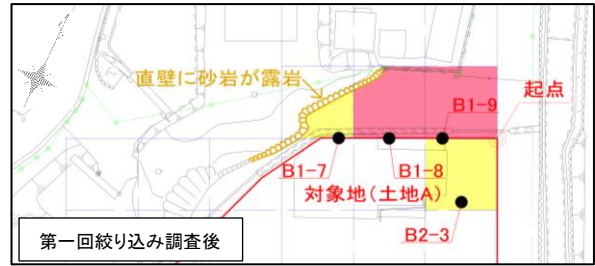 直壁に砂岩が露岩
起点
B1-9
B1-7
B1-8
対象地(土地A)
B2-3
第一回絞り込み調査後